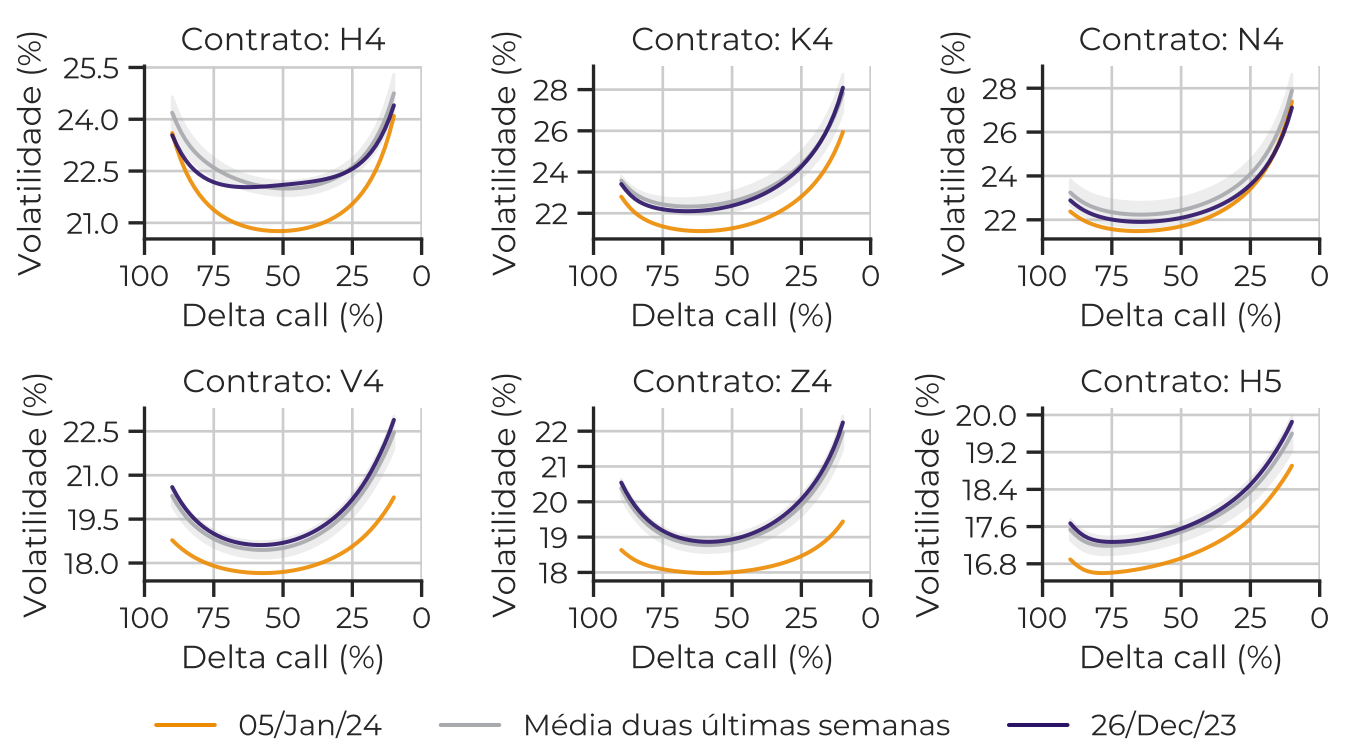 Contrato: H4
Volatilidade (%)
25.5
24.0
22.5
21.0
100 75 50 25 0
Delta call (%)
Contrato: K4
Volatilidade (%)
28
26
24
22
100 75 50 25 0
Delta call (%)
Contrato: N4
Volatilidade (%)
28
26
24
22
100 75 50 25 0
Delta call (%)
Contrato: V4
Volatilidade (%)
22.5
21.0
19.5
18.0
100 75 50 25 0
Delta call (%)
Contrato: Z4
Volatilidade (%)
22
21
20
19
18
100 75 50 25 0
Delta call (%)
Contrato: H5
Volatilidade (%)
20.0
19.2
18.4
17.6
16.8
100 75 50 25 0
Delta call (%)
05/Jan/24 Média duas últimas semanas 26/Dec/23